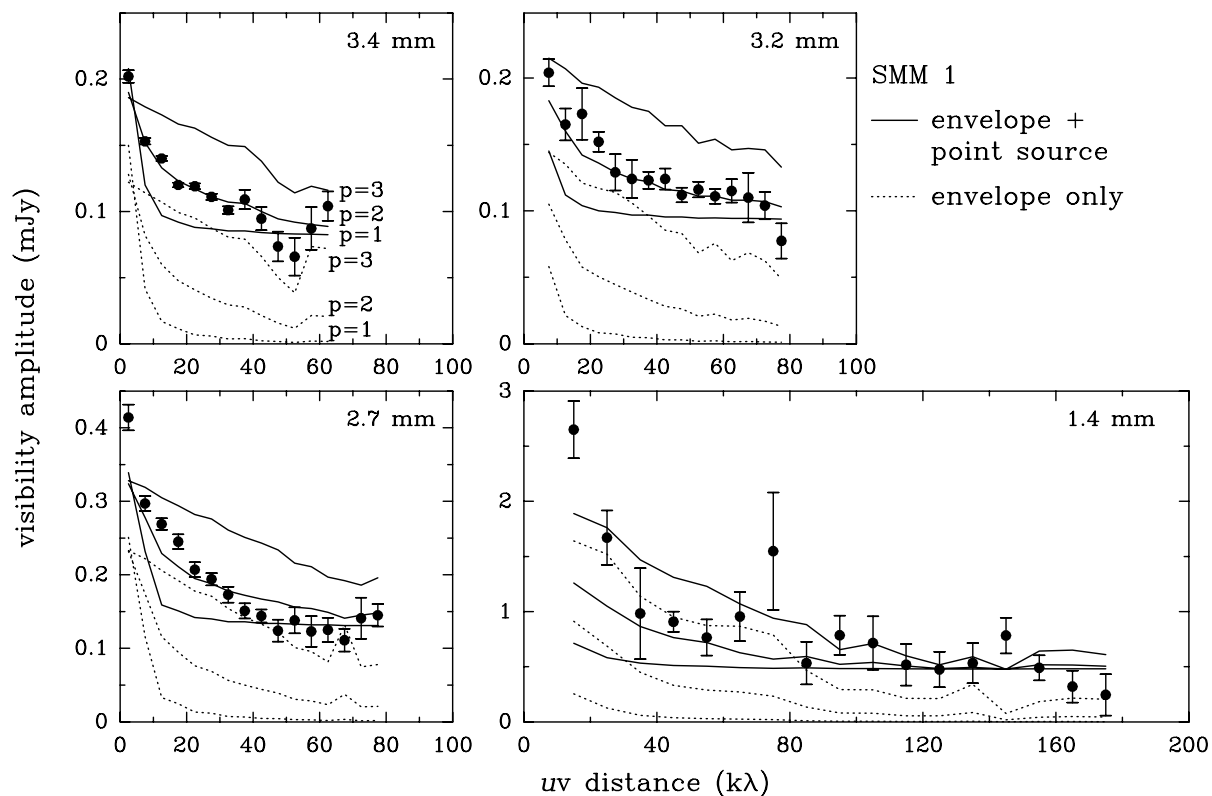 3.4 mm
0.2
0.1
0
p=3
p=2
p=1
p=3
p=2
p=1
0 20 40 60 80 100
3.2 mm
0.2
0.1
0
0 20 40 60 80 100
SMM 1
envelope +
point source
envelope only
visibility amplitude (mJy)
2.7 mm
0.4
0.3
0.2
0.1
0
0 20 40 60 80 100
1.4 mm
3
2
1
0
0 40 80 120 160 200
uv distance (kλ)